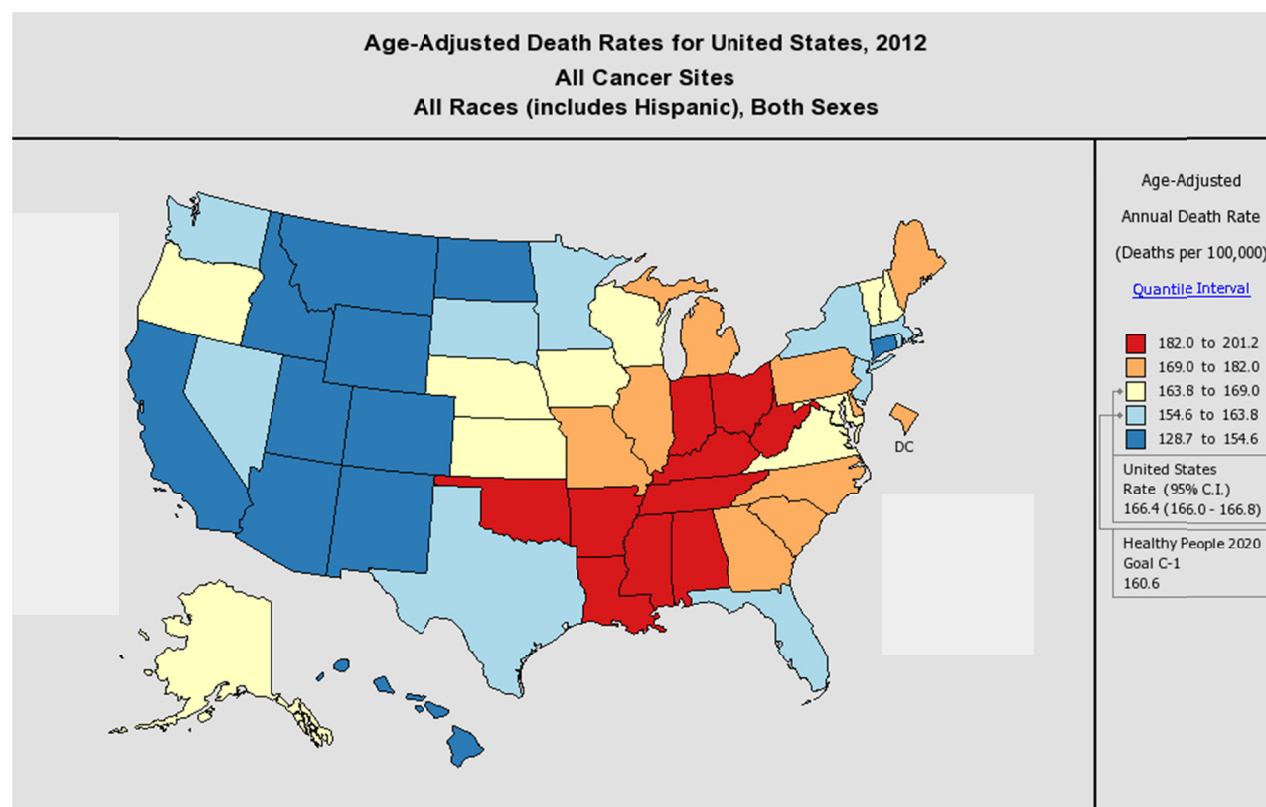 Age-Adjusted Death Rates for United States, 2012
All Cancer Sites
All Races (includes Hispanic), Both Sexes
DC
Age-Adjusted
Annual Death Rate
(Deaths per 100,000)
Quantile Interval
182.0 to 201.2
169.0 to 182.0
163.8 to 169.0
154.6 to 163.8
128.7 to 154.6
United States
Rate (95% C.I.)
166.4 (166.0 - 166.8)
Healthy People 2020
Goal C-1
160.6